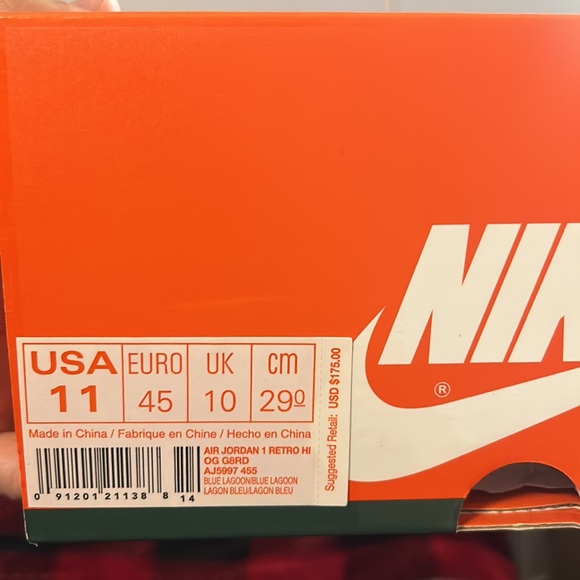 NIK
®
USA EURO UK cm
11 45 10 29⁰
Made in China / Fabrique en Chine / Hecho en China
AIR JORDAN 1 RETRO HI
OG G8RD
AJ5997 455
BLUE LAGOON/BLUE LAGOON
LAGON BLEU/LAGON BLEU
0 91201 21138 8 14
Suggested Retail: USD $175.00